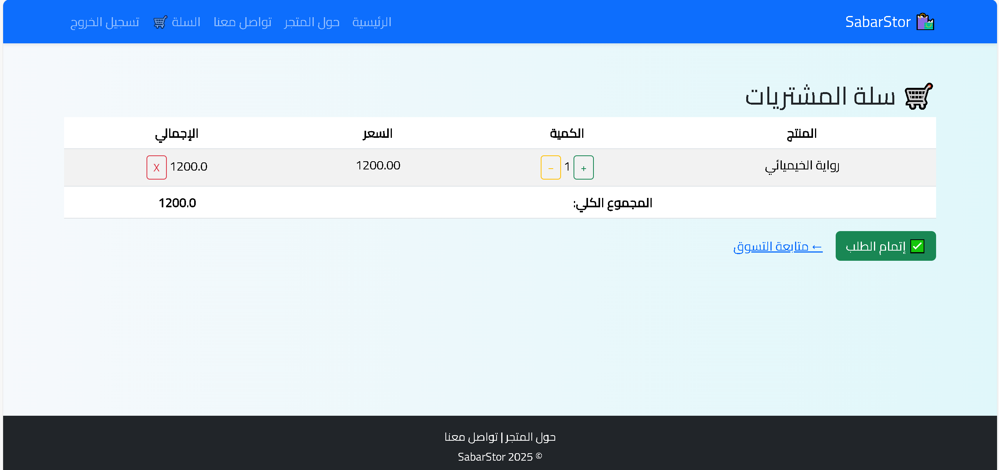 SabarStor
الرئيسية حول المتجر تواصل معنا السلة تسجيل الخروج
سلة المشتريات
المنتج الكمية السعر الإجمالي
رواية الخيميائي + 1 − 1200.00 1200.0 X
المجموع الكلي: 1200.0
إتمام الطلب ← متابعة التسوق
حول المتجر | تواصل معنا
© 2025 SabarStor